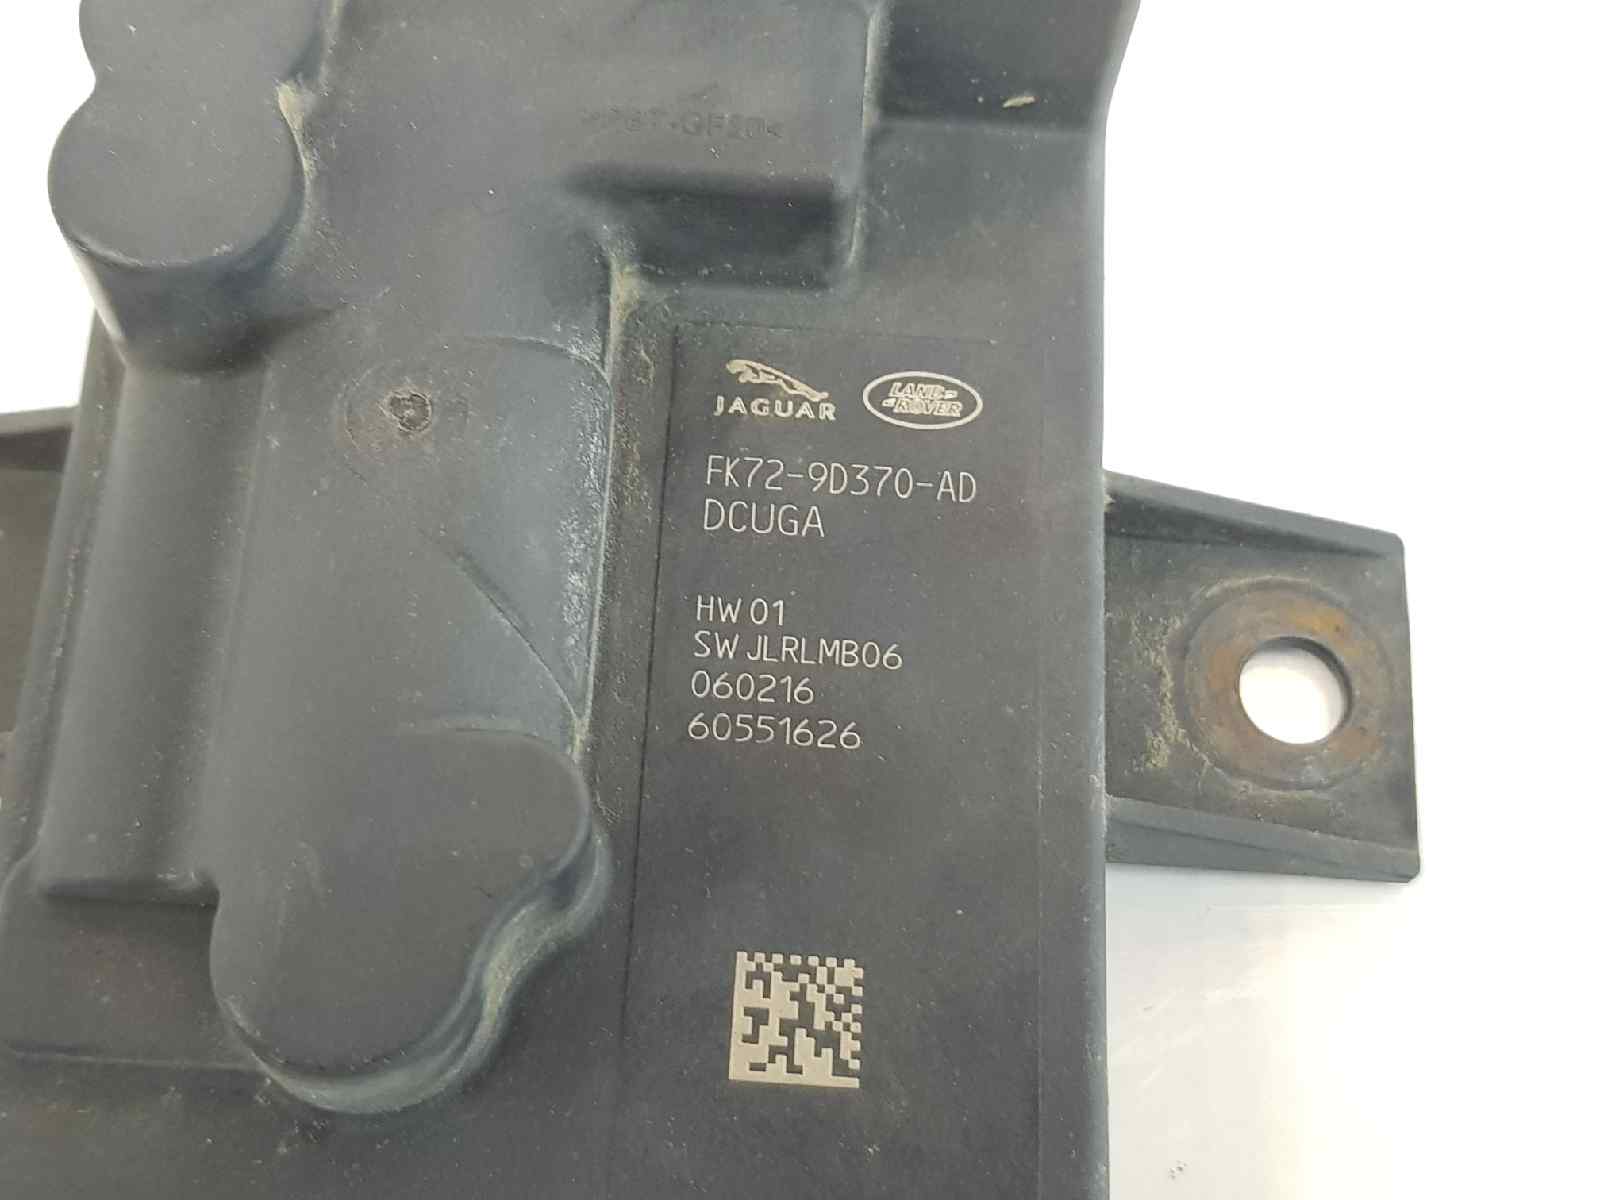 JAGUAR
LAND
ROVER
FK72-9D370-AD
DCUGA
HW 01
SW JLRLMB06
060216
60551626